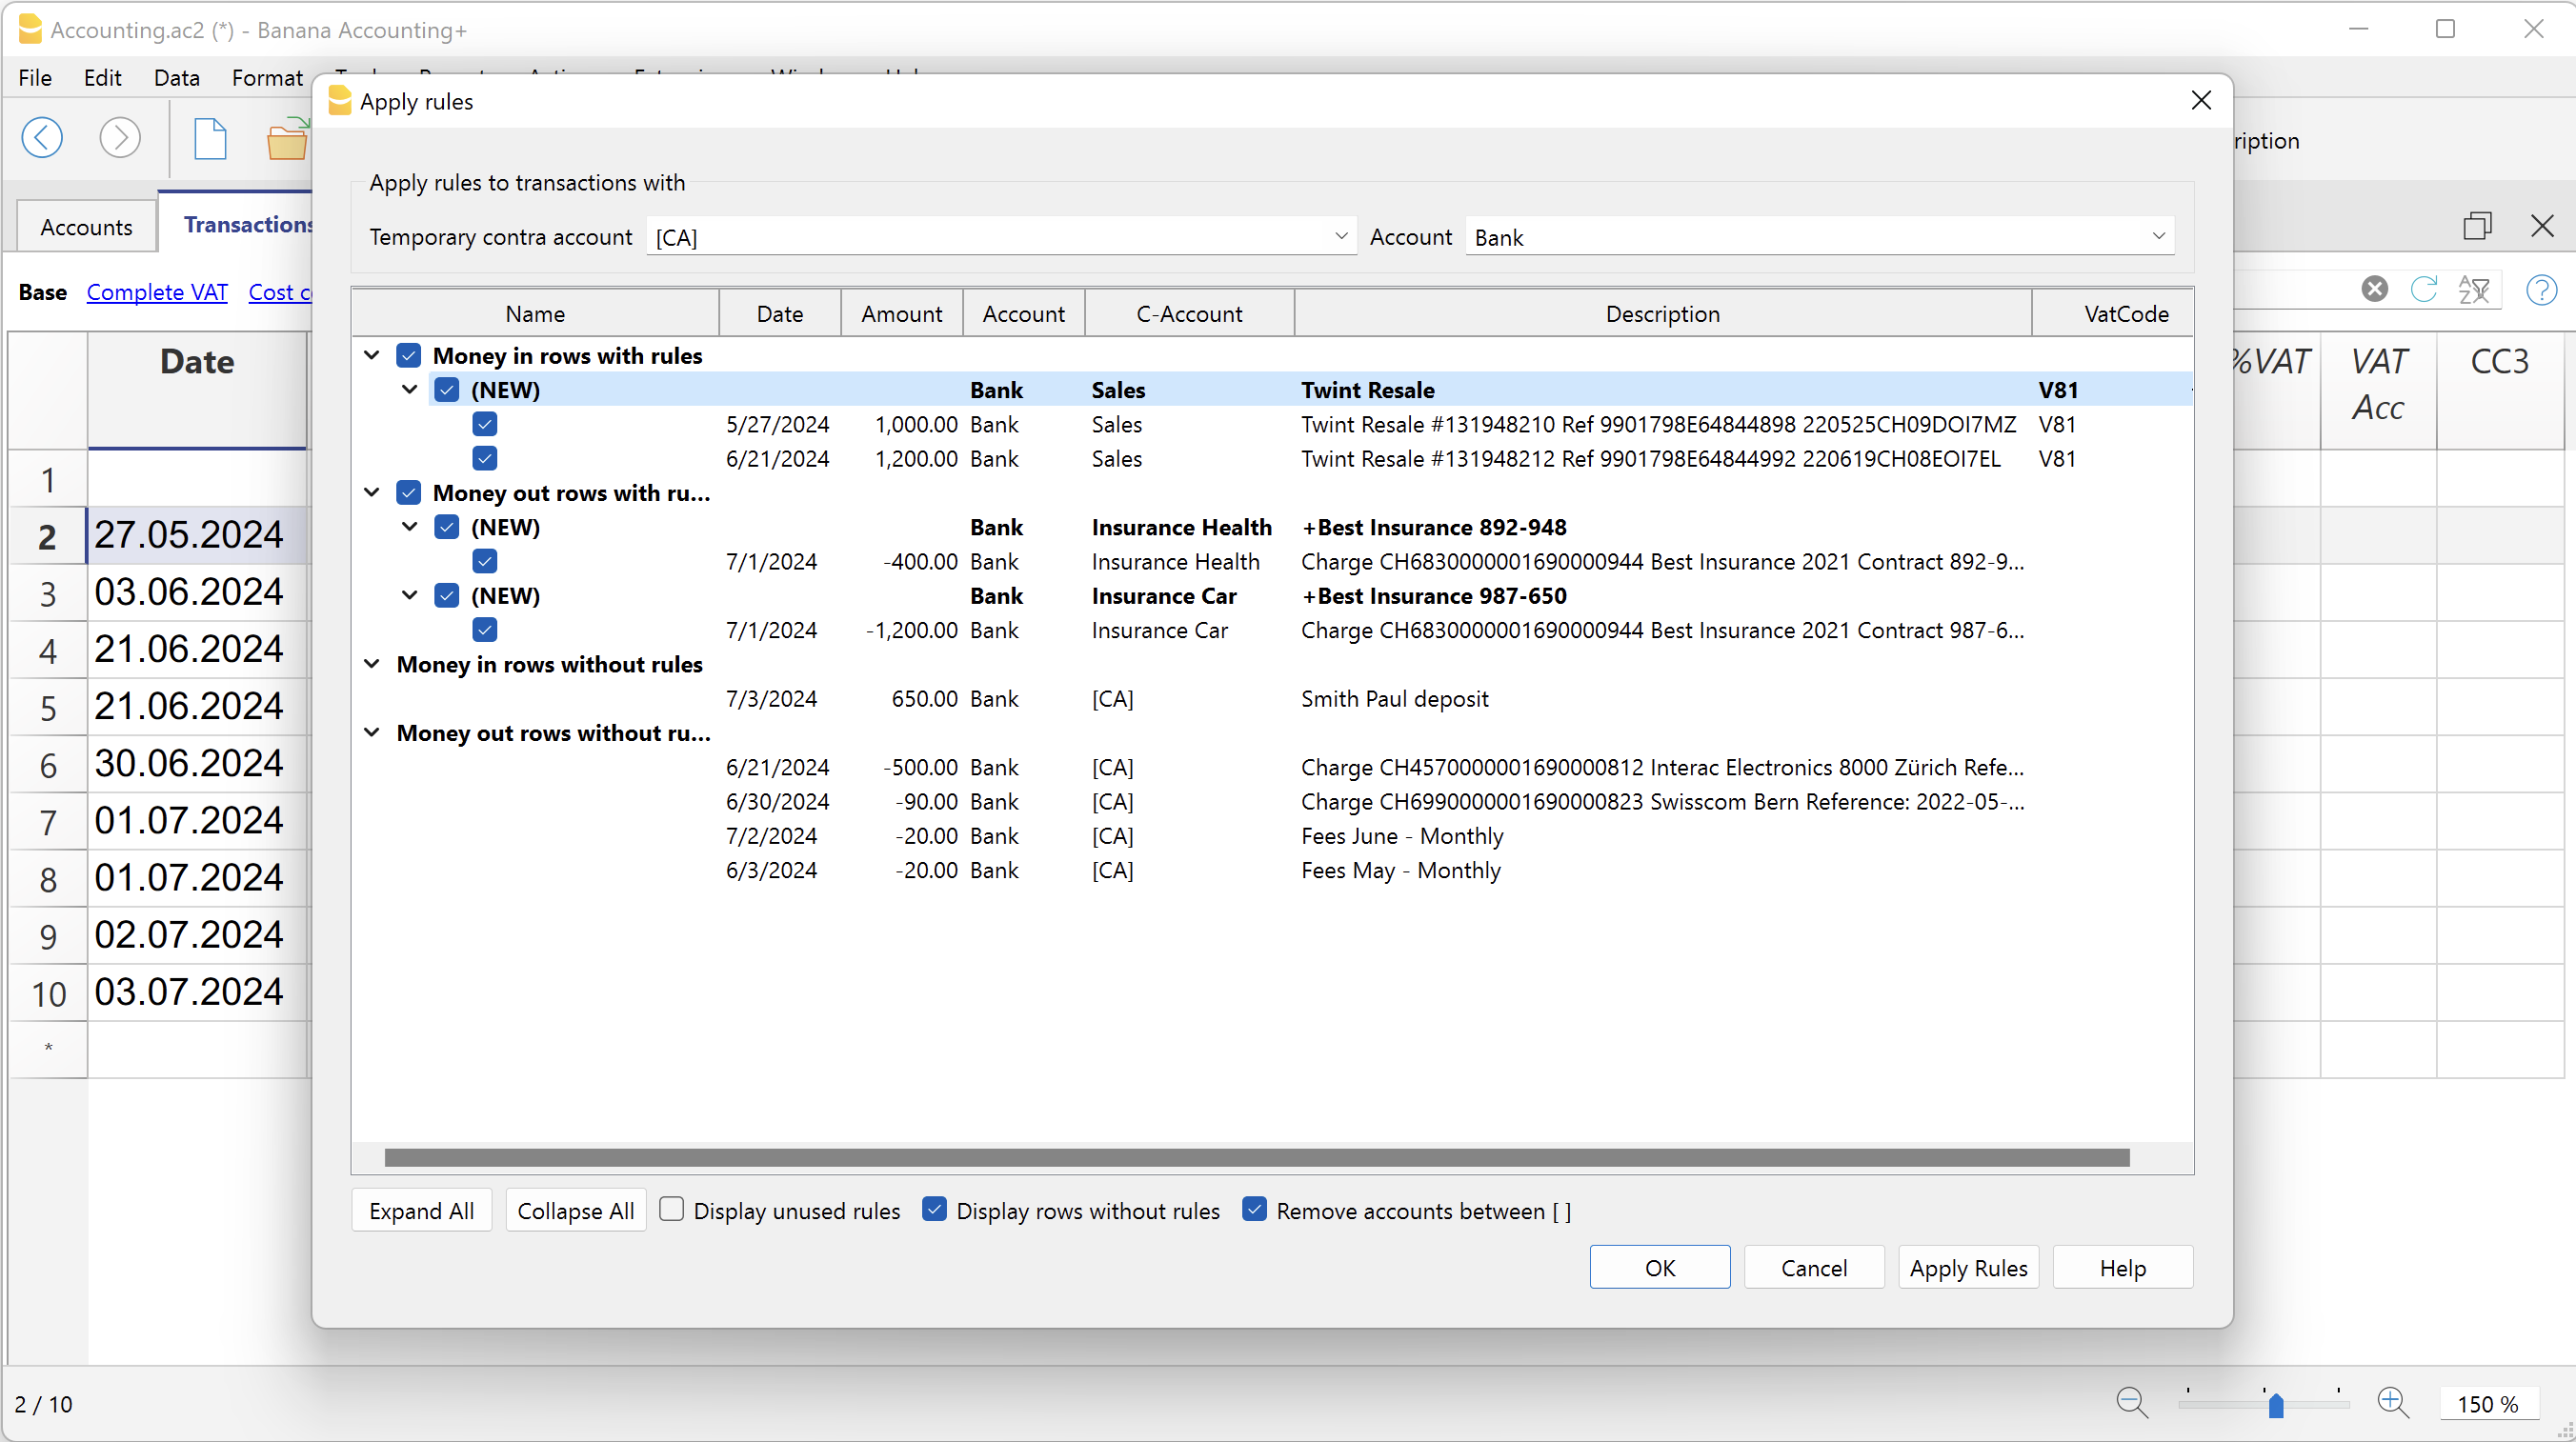 Accounting.ac2 (*) - Banana Accounting+
File Edit Data Format
Apply rules
ription
Apply rules to transactions with
Accounts Transactions
Temporary contra account [CA] Account Bank
Base Complete VAT Cost c
Name Date Amount Account C-Account Description VatCode
Date %VAT VAT Acc CC3
Money in rows with rules
(NEW) Bank Sales Twint Resale V81
5/27/2024 1,000.00 Bank Sales Twint Resale #131948210 Ref 9901798E64844898 220525CH09DOI7MZ V81
6/21/2024 1,200.00 Bank Sales Twint Resale #131948212 Ref 9901798E64844992 220619CH08EOI7EL V81
Money out rows with ru...
(NEW) Bank Insurance Health +Best Insurance 892-948
7/1/2024 -400.00 Bank Insurance Health Charge CH6830000001690000944 Best Insurance 2021 Contract 892-9...
(NEW) Bank Insurance Car +Best Insurance 987-650
7/1/2024 -1,200.00 Bank Insurance Car Charge CH6830000001690000944 Best Insurance 2021 Contract 987-6...
Money in rows without rules
7/3/2024 650.00 Bank [CA] Smith Paul deposit
Money out rows without ru...
6/21/2024 -500.00 Bank [CA] Charge CH4570000001690000812 Interac Electronics 8000 Zürich Refe...
6/30/2024 -90.00 Bank [CA] Charge CH6990000001690000823 Swisscom Bern Reference: 2022-05-...
7/2/2024 -20.00 Bank [CA] Fees June - Monthly
6/3/2024 -20.00 Bank [CA] Fees May - Monthly
1
2 27.05.2024
3 03.06.2024
4 21.06.2024
5 21.06.2024
6 30.06.2024
7 01.07.2024
8 01.07.2024
9 02.07.2024
10 03.07.2024
*
Expand All Collapse All Display unused rules Display rows without rules Remove accounts between [ ]
OK Cancel Apply Rules Help
2 / 10 150 %